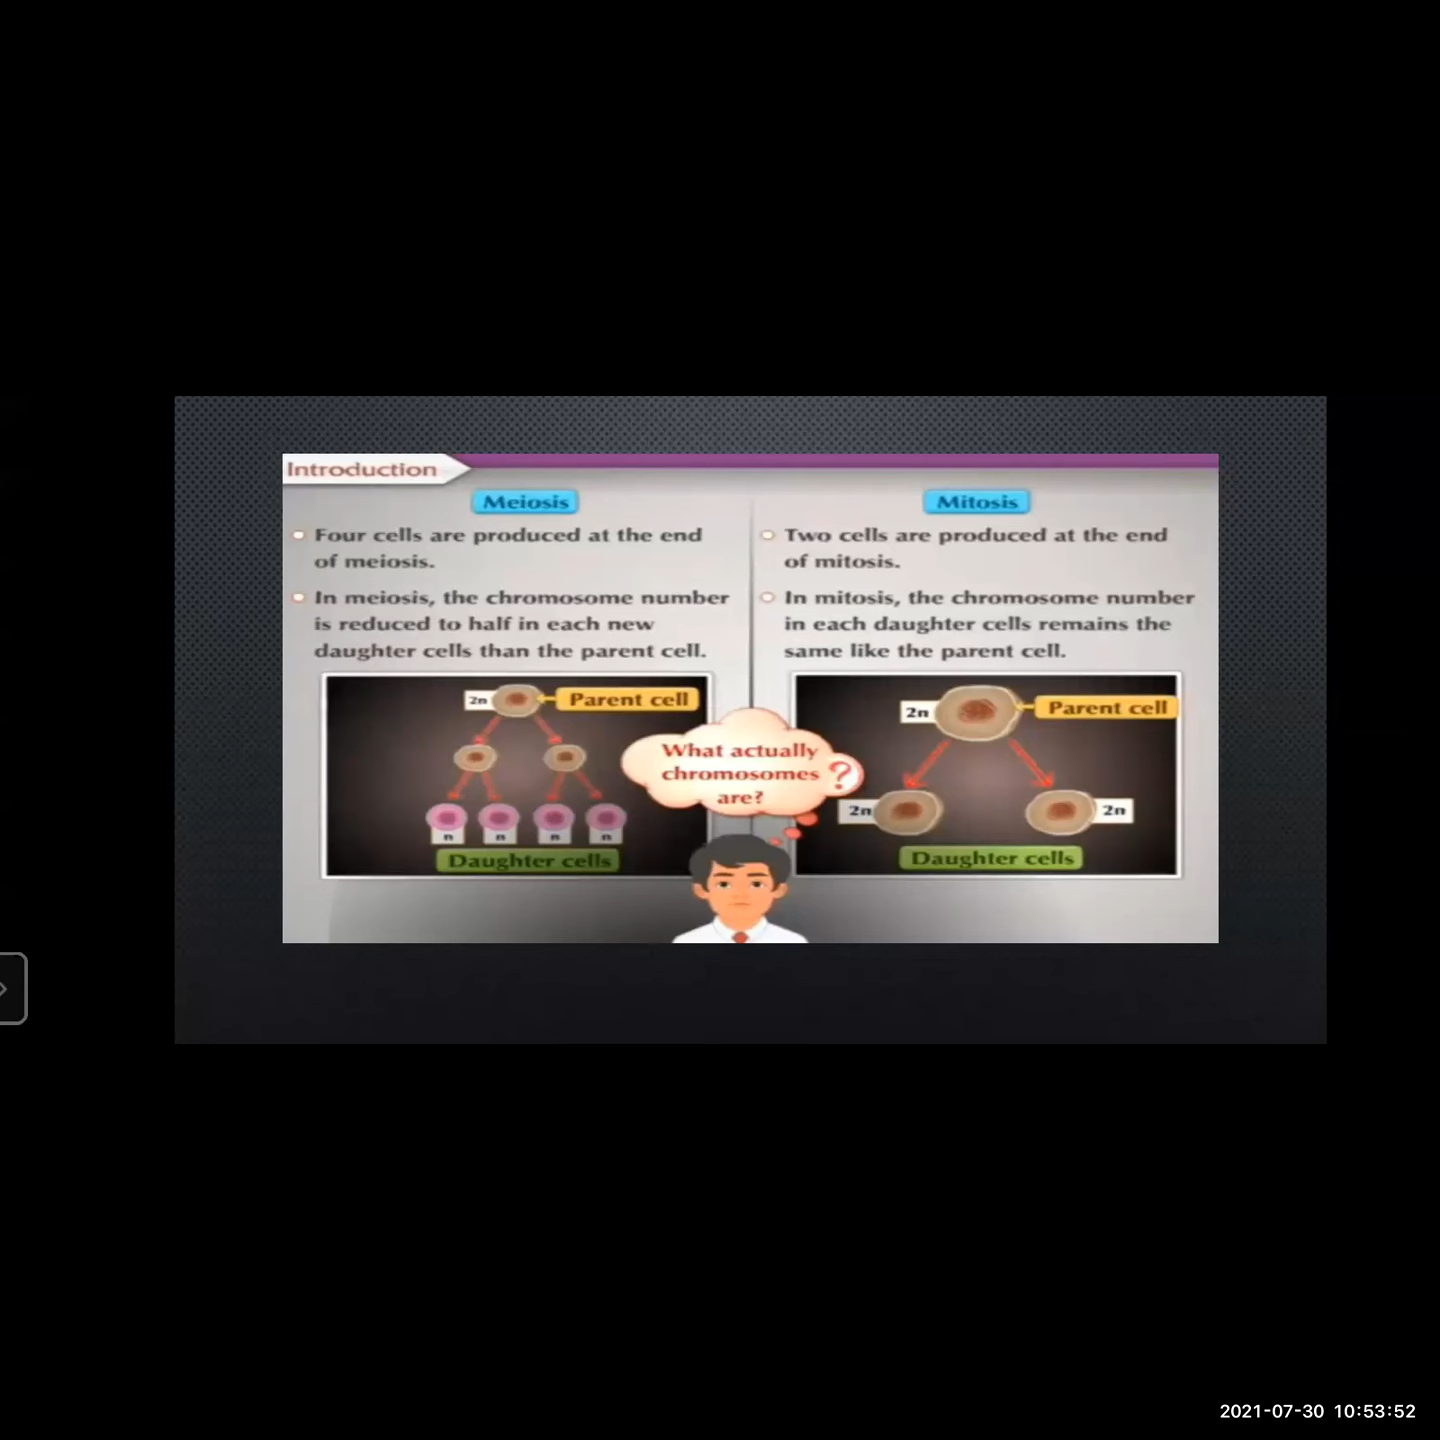 Introduction
Meiosis
Four cells are produced at the end
of meiosis.
In meiosis, the chromosome number
is reduced to half in each new
daughter cells than the parent cell.
2n
Parent cell
n
n
n
n
Daughter cells
What actually
chromosomes
are?
?
Mitosis
Two cells are produced at the end
of mitosis.
In mitosis, the chromosome number
in each daughter cells remains the
same like the parent cell.
2n
Parent cell
2n
2n
Daughter cells
2021-07-30 10:53:52